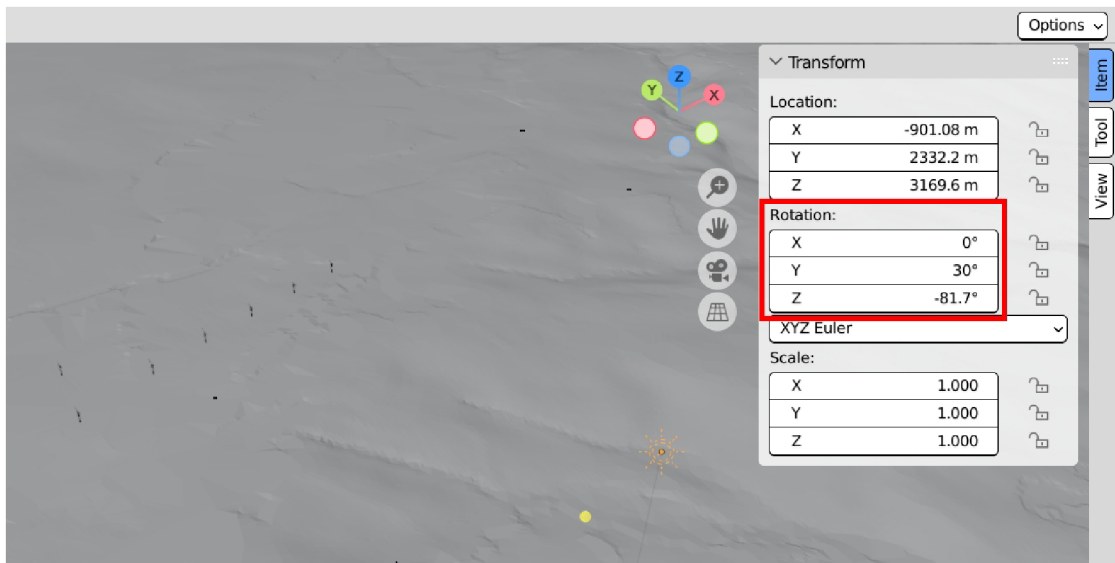 Options
Transform
Item
Tool
View
Z
Y
X
Location:
X -901.08 m
Y 2332.2 m
Z 3169.6 m
Rotation:
X 0°
Y 30°
Z -81.7°
XYZ Euler
Scale:
X 1.000
Y 1.000
Z 1.000